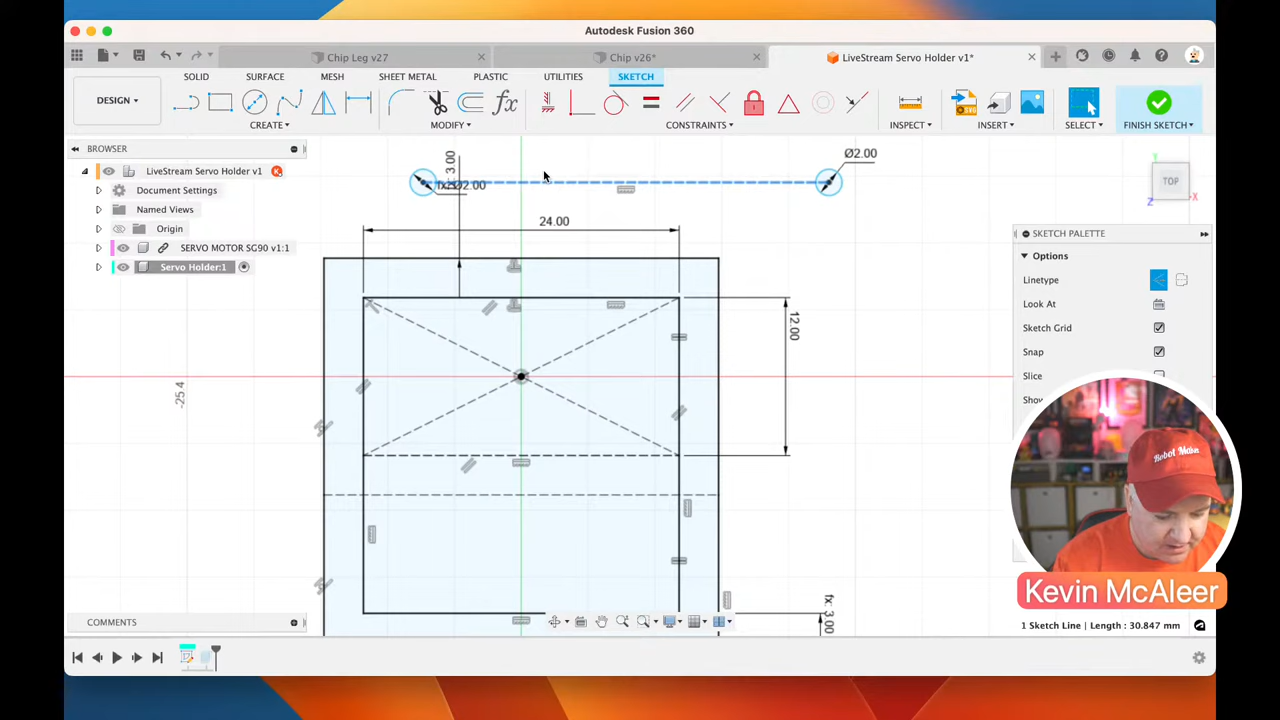 Autodesk Fusion 360
Chip Leg v27
Chip v26*
LiveStream Servo Holder v1*
DESIGN
SOLID
SURFACE
MESH
SHEET METAL
PLASTIC
UTILITIES
SKETCH
CREATE
MODIFY
CONSTRAINTS
INSPECT
INSERT
SELECT
FINISH SKETCH
BROWSER
LiveStream Servo Holder v1
Document Settings
Named Views
Origin
SERVO MOTOR SG90 v1:1
Servo Holder:1
3.00
fx: Ø2.00
Ø2.00
24.00
12.00
-25.4
fx: 3.00
TOP
Z
X
SKETCH PALETTE
Options
Linetype
Look At
Sketch Grid
Snap
Slice
Robot Maker
Kevin McAleer
COMMENTS
1 Sketch Line | Length : 30.847 mm